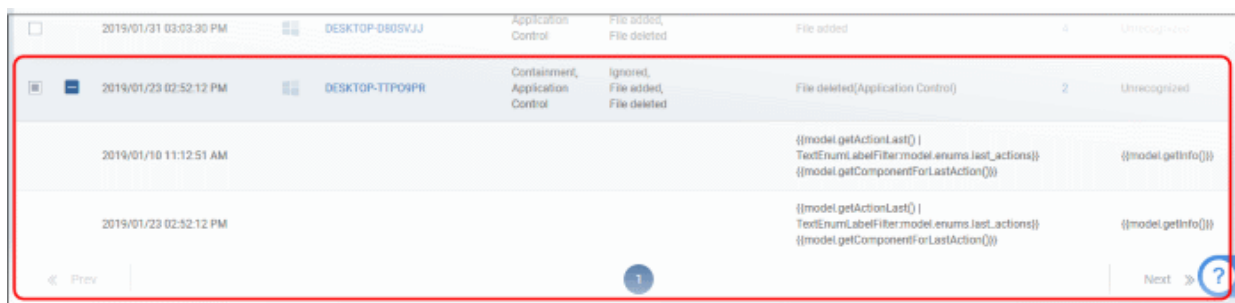 2019/01/31 03:03:30 PM DESKTOP-D80SVJJ Application Control File added, File deleted File added 4 Unrecognized
2019/01/23 02:52:12 PM DESKTOP-TTPO9PR Containment, Application Control Ignored, File added, File deleted File deleted(Application Control) 2 Unrecognized
2019/01/10 11:12:51 AM {{model.getActionLast() |
TextEnumLabelFilter:model.enums.last_actions}}
{{model.getComponentForLastAction()}} {{model.getInfo()}}
2019/01/23 02:52:12 PM {{model.getActionLast() |
TextEnumLabelFilter:model.enums.last_actions}}
{{model.getComponentForLastAction()}} {{model.getInfo()}}
« Prev 1 Next » ?